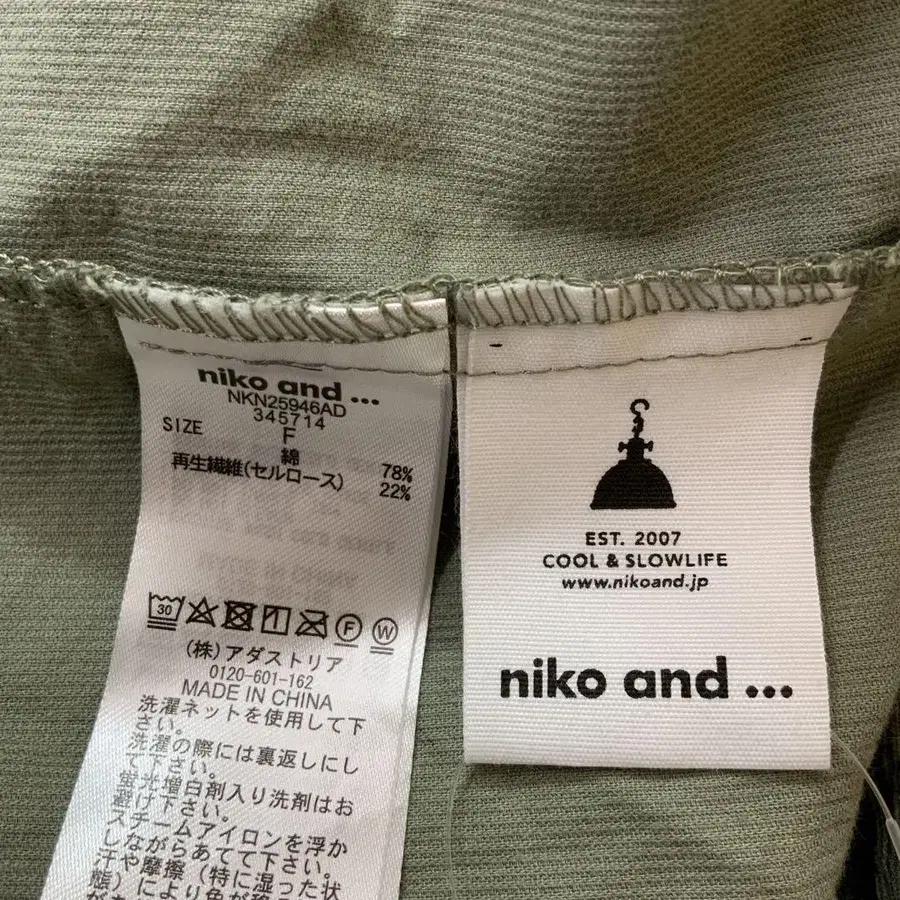 niko and ...
NKN25946AD
345714
SIZE F
綿 78%
再生繊維(セルロース) 22%
30
F
W
(株)アダストリア
0120-601-162
MADE IN CHINA
洗濯ネットを使用して下
さい。
洗濯の際には裏返しにし
て下さい。
蛍光増白剤入り洗剤はお
避け下さい。
スチームアイロンを浮か
しながらあてて下さい。
汗や摩擦(特に湿った状
態)により色が
EST. 2007
COOL & SLOWLIFE
www.nikoand.jp
niko and ...